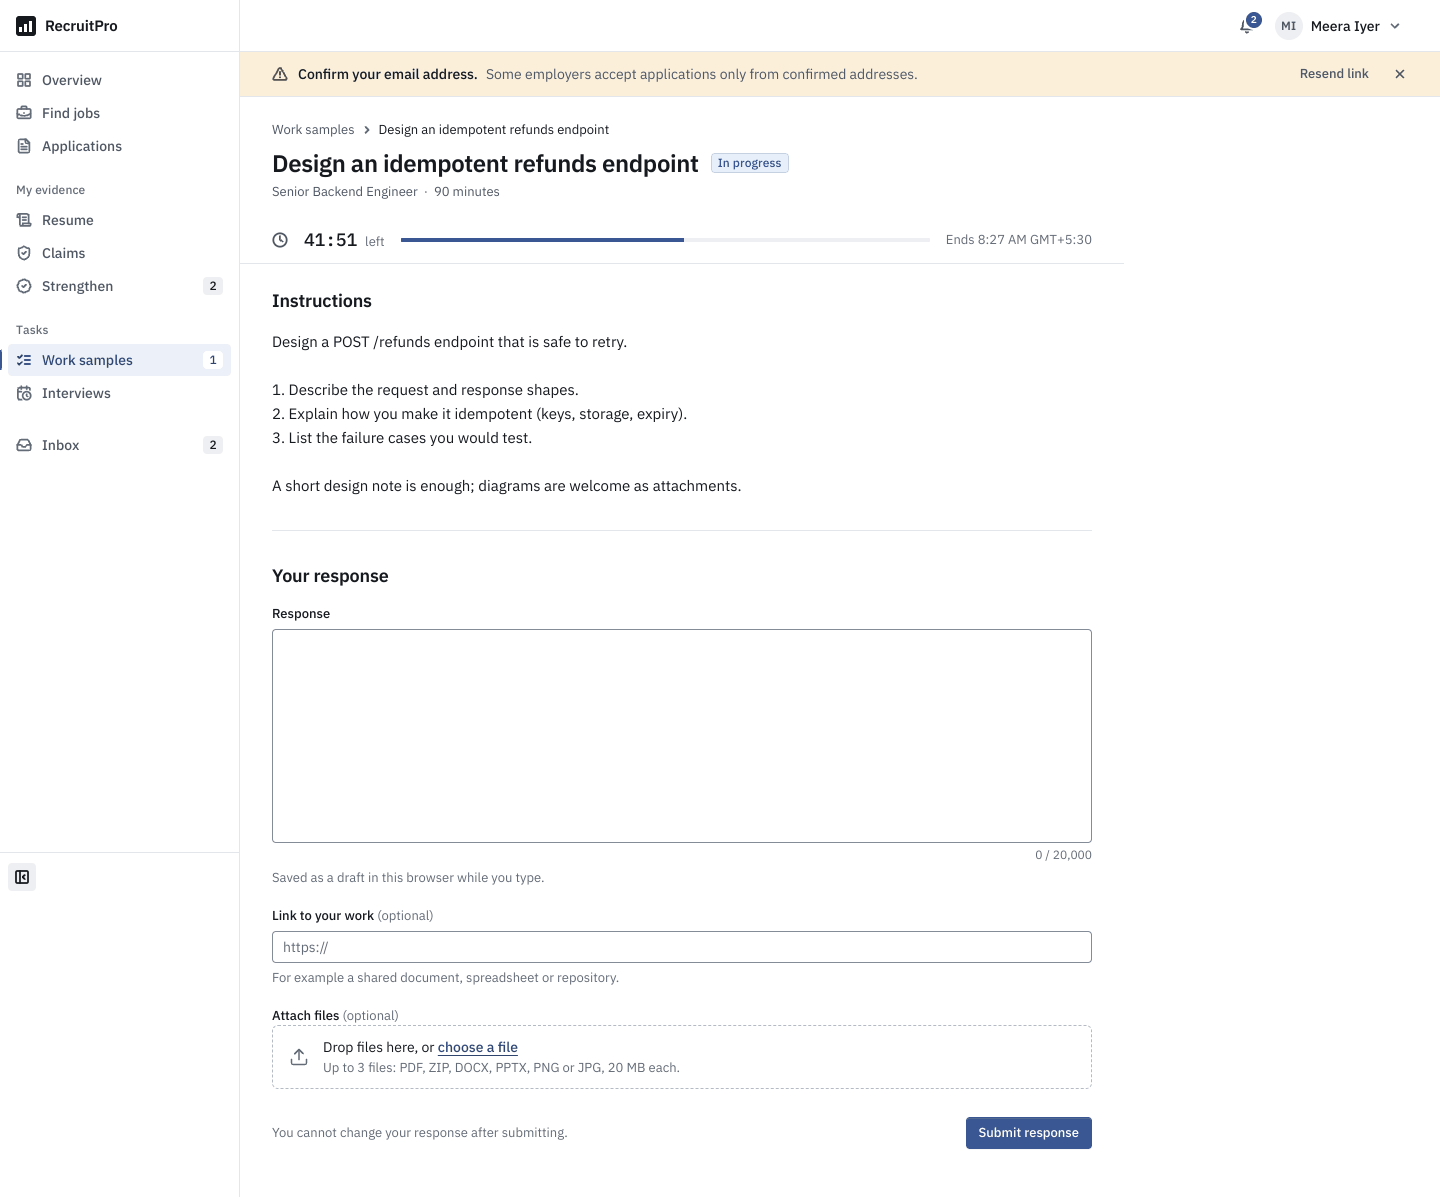 RecruitPro
2
MI
Meera Iyer
Overview
Find jobs
Applications
My evidence
Resume
Claims
Strengthen 2
Tasks
Work samples 1
Interviews
Inbox 2
Confirm your email address. Some employers accept applications only from confirmed addresses.
Resend link
Work samples Design an idempotent refunds endpoint
Design an idempotent refunds endpoint In progress
Senior Backend Engineer · 90 minutes
41:51 left
Ends 8:27 AM GMT+5:30
Instructions
Design a POST /refunds endpoint that is safe to retry.
1. Describe the request and response shapes.
2. Explain how you make it idempotent (keys, storage, expiry).
3. List the failure cases you would test.
A short design note is enough; diagrams are welcome as attachments.
Your response
Response
0 / 20,000
Saved as a draft in this browser while you type.
Link to your work (optional)
https://
For example a shared document, spreadsheet or repository.
Attach files (optional)
Drop files here, or choose a file
Up to 3 files: PDF, ZIP, DOCX, PPTX, PNG or JPG, 20 MB each.
You cannot change your response after submitting.
Submit response